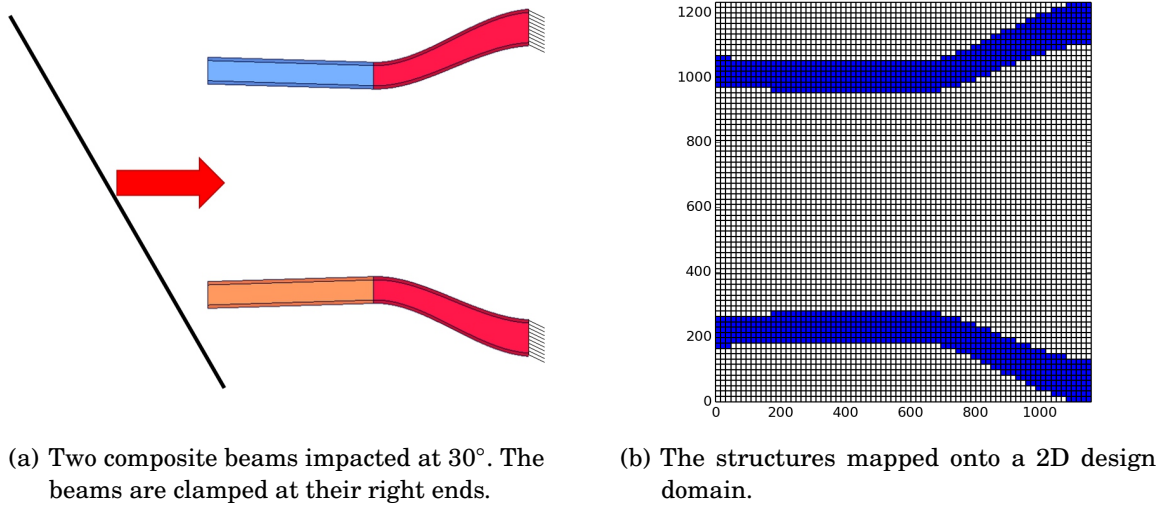 1200
1000
800
600
400
200
0
0 200 400 600 800 1000
(a) Two composite beams impacted at 30°. The
beams are clamped at their right ends.
(b) The structures mapped onto a 2D design
domain.